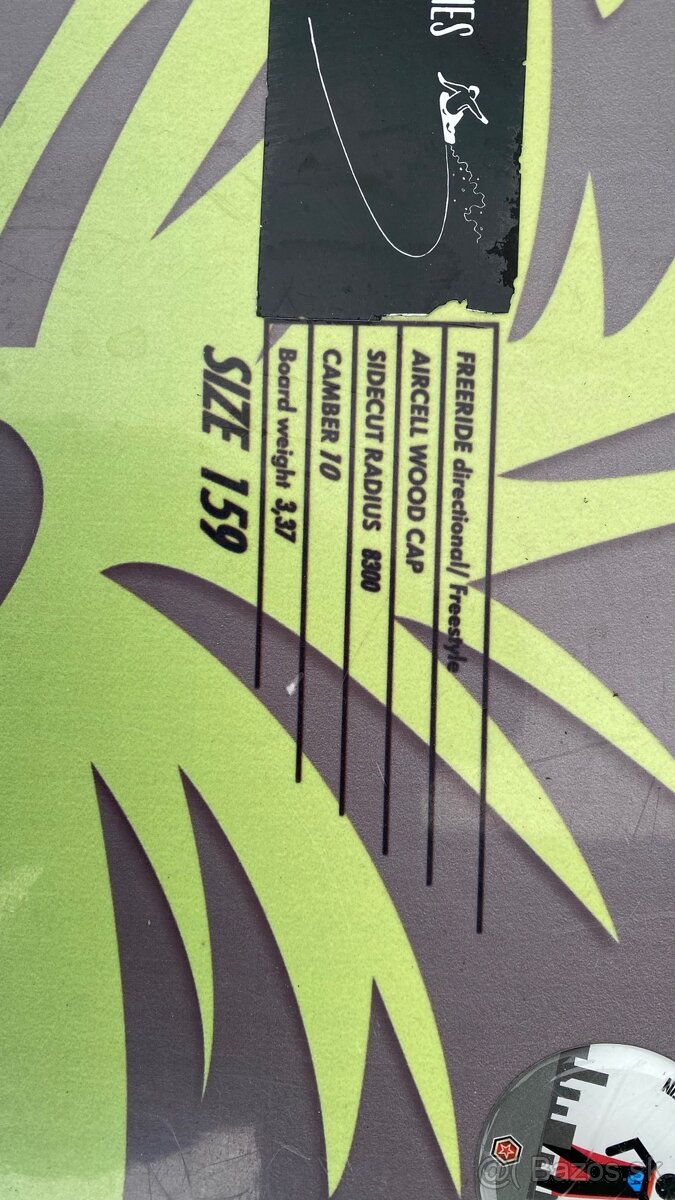 FREERIDE directional/ Freestyle
AIRCELL WOOD CAP
SIDECUT RADIUS 8300
CAMBER 10
Board weight 3,37
SIZE 159
Bazos.sk